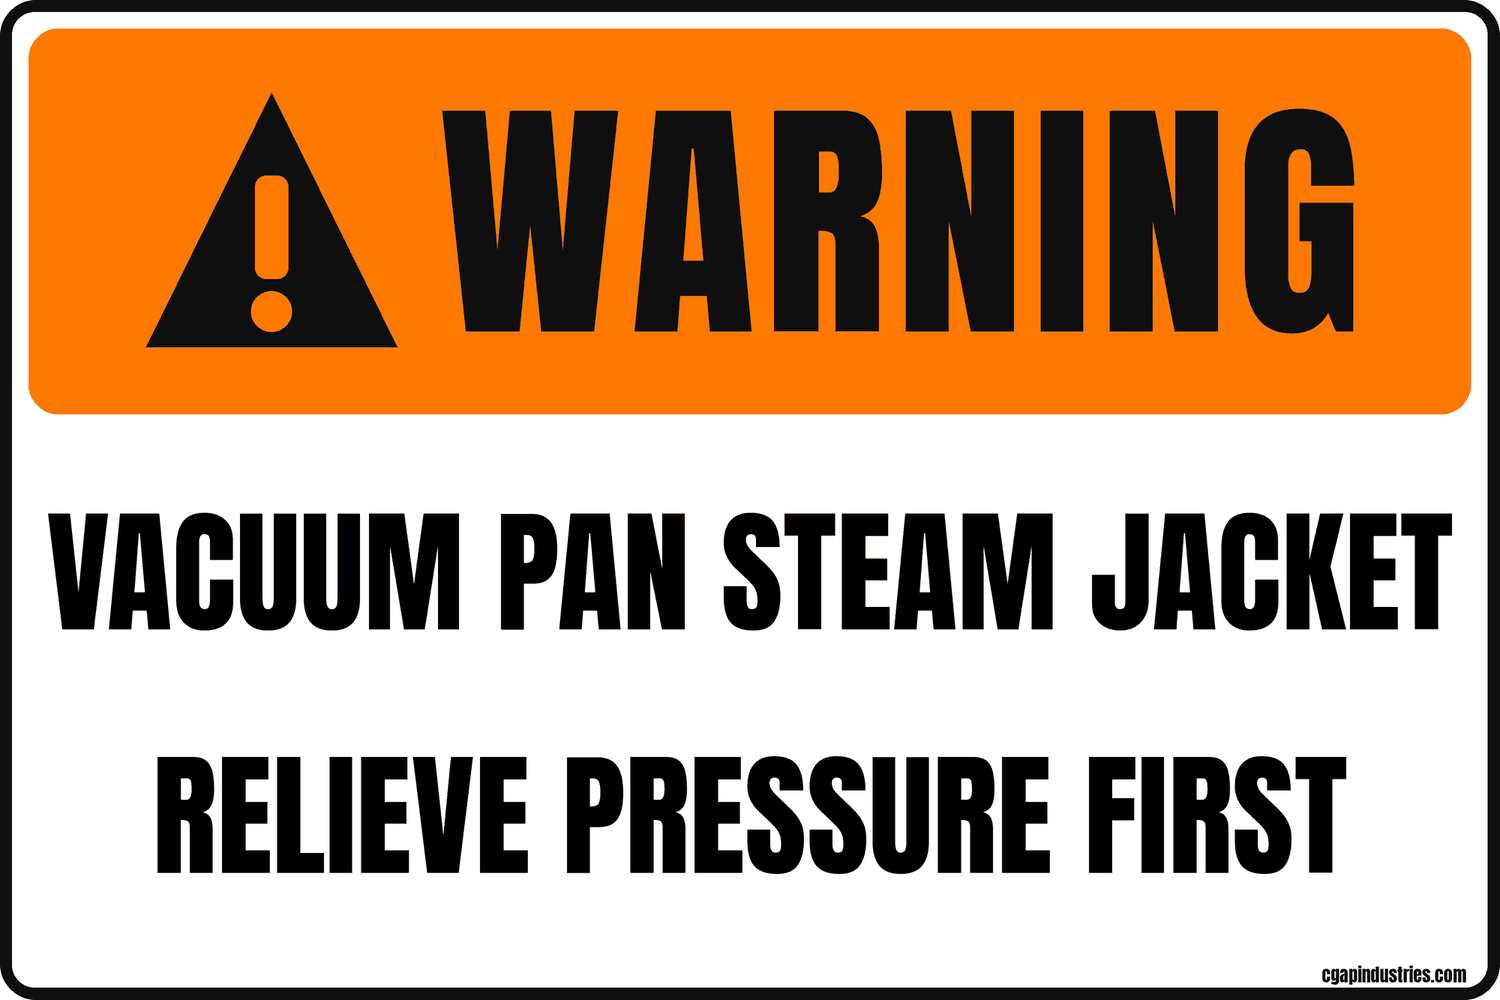 WARNING
VACUUM PAN STEAM JACKET
RELIEVE PRESSURE FIRST
cgapindustries.com